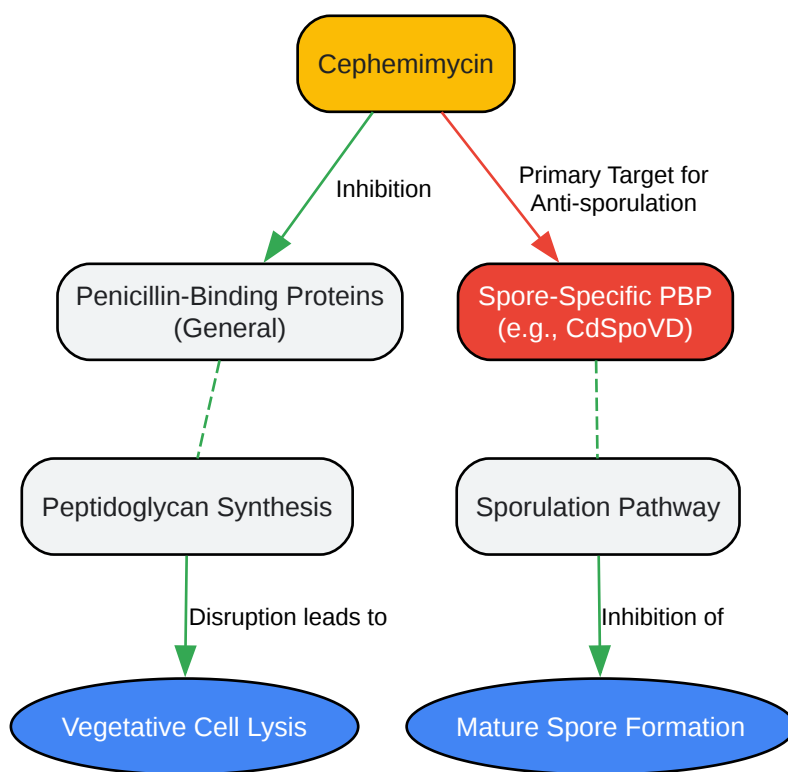 Cephemimycin
Inhibition
Primary Target for
Anti-sporulation
Penicillin-Binding Proteins
(General)
Spore-Specific PBP
(e.g., CdSpoVD)
Peptidoglycan Synthesis
Sporulation Pathway
Disruption leads to
Inhibition of
Vegetative Cell Lysis
Mature Spore Formation